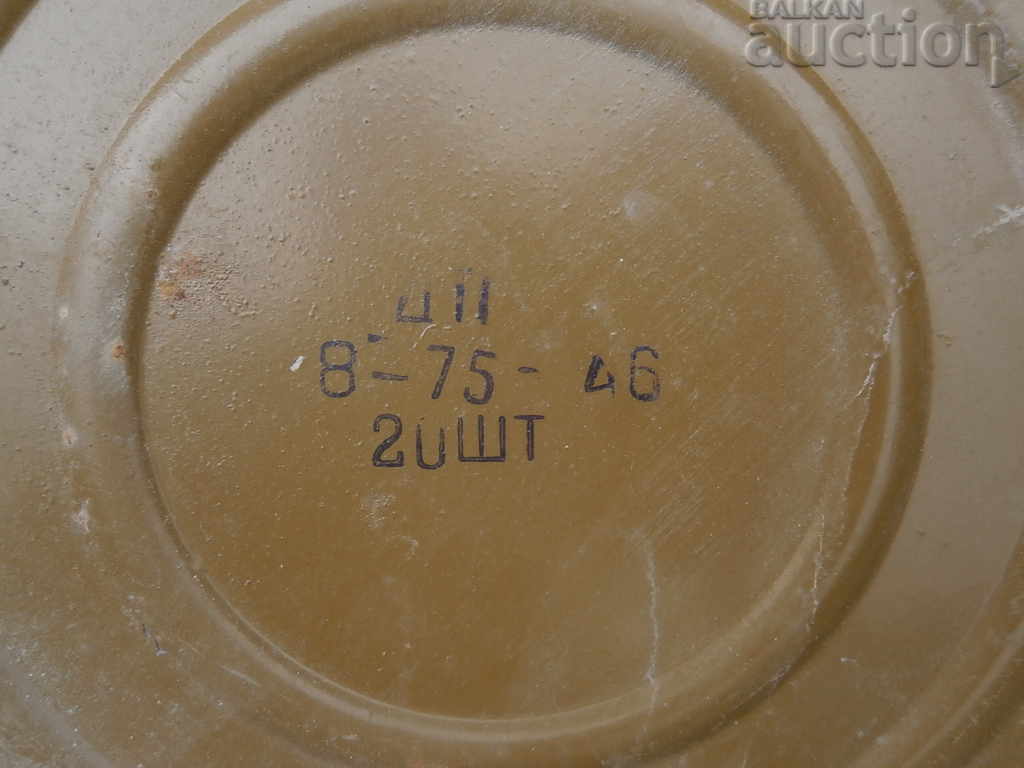 BALKAN
auction
8-75-46
20ШТ